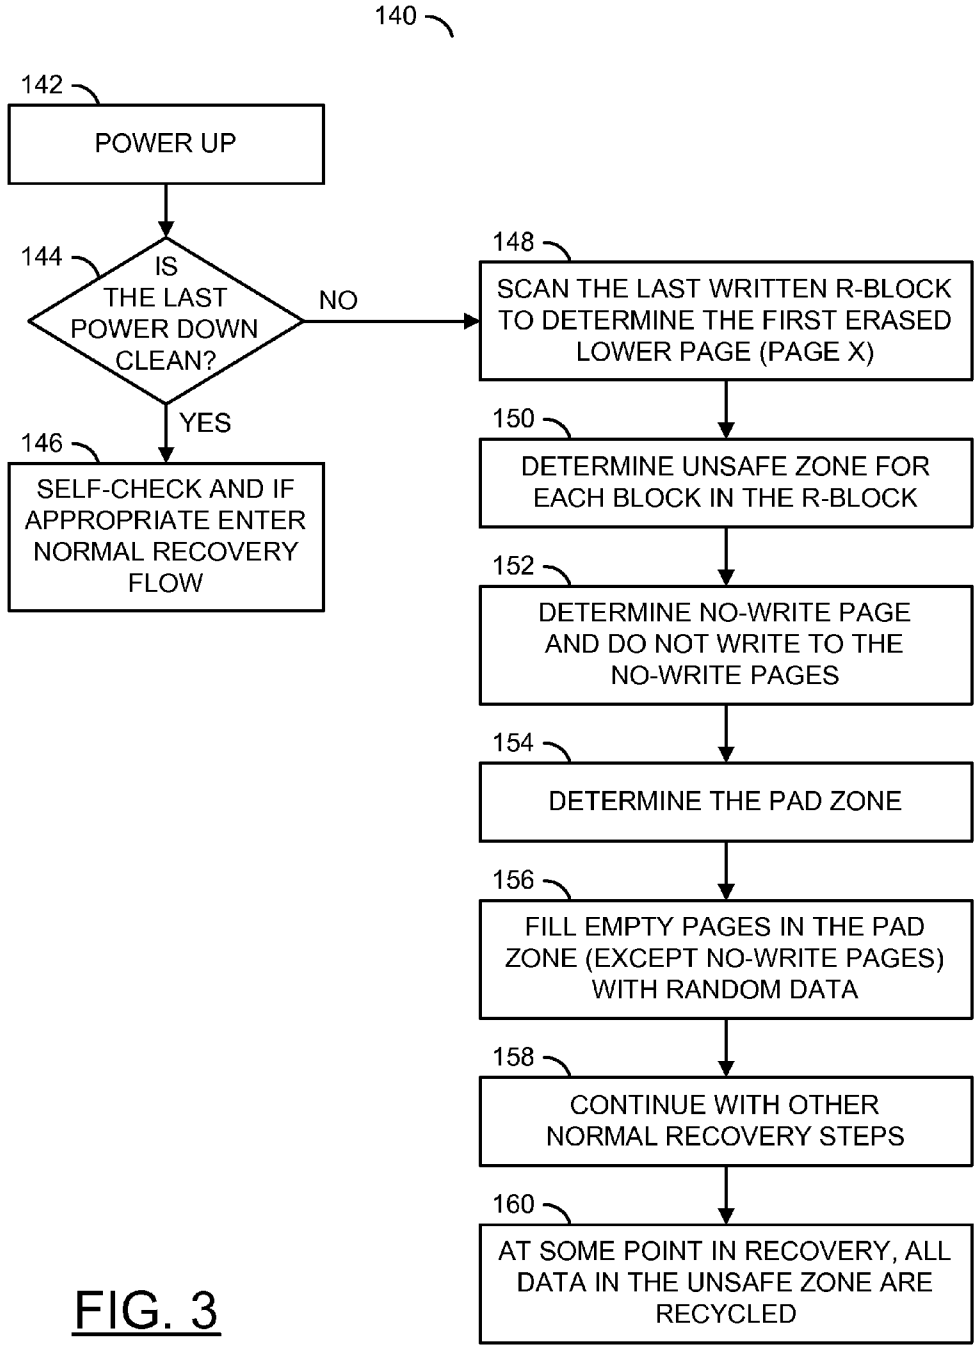 140
142
POWER UP
144
IS
THE LAST
POWER DOWN
CLEAN?
NO
YES
146
SELF-CHECK AND IF
APPROPRIATE ENTER
NORMAL RECOVERY
FLOW
148
SCAN THE LAST WRITTEN R-BLOCK
TO DETERMINE THE FIRST ERASED
LOWER PAGE (PAGE X)
150
DETERMINE UNSAFE ZONE FOR
EACH BLOCK IN THE R-BLOCK
152
DETERMINE NO-WRITE PAGE
AND DO NOT WRITE TO THE
NO-WRITE PAGES
154
DETERMINE THE PAD ZONE
156
FILL EMPTY PAGES IN THE PAD
ZONE (EXCEPT NO-WRITE PAGES)
WITH RANDOM DATA
158
CONTINUE WITH OTHER
NORMAL RECOVERY STEPS
160
AT SOME POINT IN RECOVERY, ALL
DATA IN THE UNSAFE ZONE ARE
RECYCLED
FIG. 3